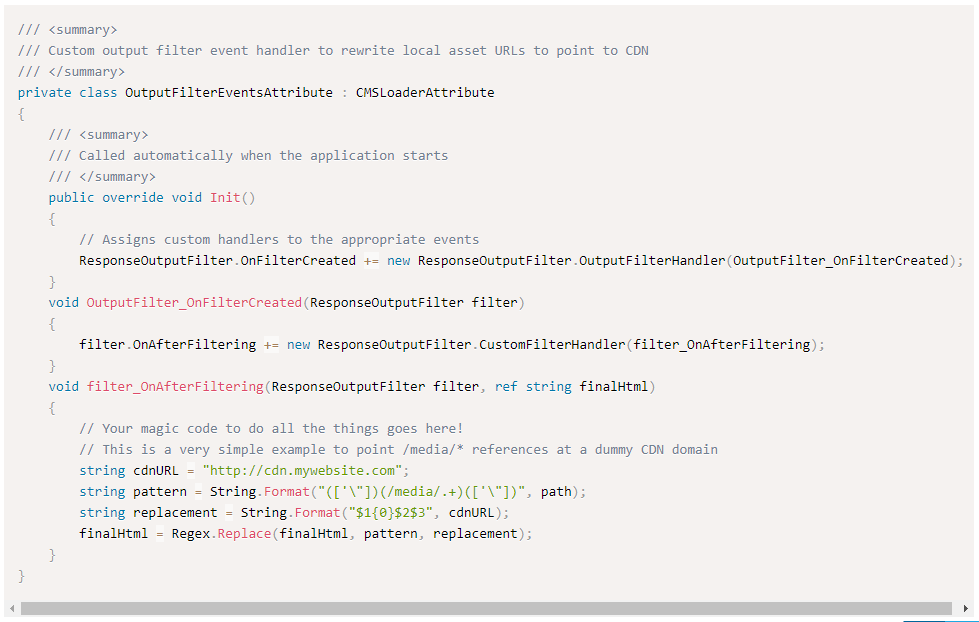 /// <summary>
/// Custom output filter event handler to rewrite local asset URLs to point to CDN
/// </summary>
private class OutputFilterEventsAttribute : CMSLoaderAttribute
{
    /// <summary>
    /// Called automatically when the application starts
    /// </summary>
    public override void Init()
    {
        // Assigns custom handlers to the appropriate events
        ResponseOutputFilter.OnFilterCreated += new ResponseOutputFilter.OutputFilterHandler(OutputFilter_OnFilterCreated);
    }
    void OutputFilter_OnFilterCreated(ResponseOutputFilter filter)
    {
        filter.OnAfterFiltering += new ResponseOutputFilter.CustomFilterHandler(filter_OnAfterFiltering);
    }
    void filter_OnAfterFiltering(ResponseOutputFilter filter, ref string finalHtml)
    {
        // Your magic code to do all the things goes here!
        // This is a very simple example to point /media/* references at a dummy CDN domain
        string cdnURL = "http://cdn.mywebsite.com";
        string pattern = String.Format("(['\"])(/media/.+)(['\"])", path);
        string replacement = String.Format("$1{0}$2$3", cdnURL);
        finalHtml = Regex.Replace(finalHtml, pattern, replacement);
    }
}